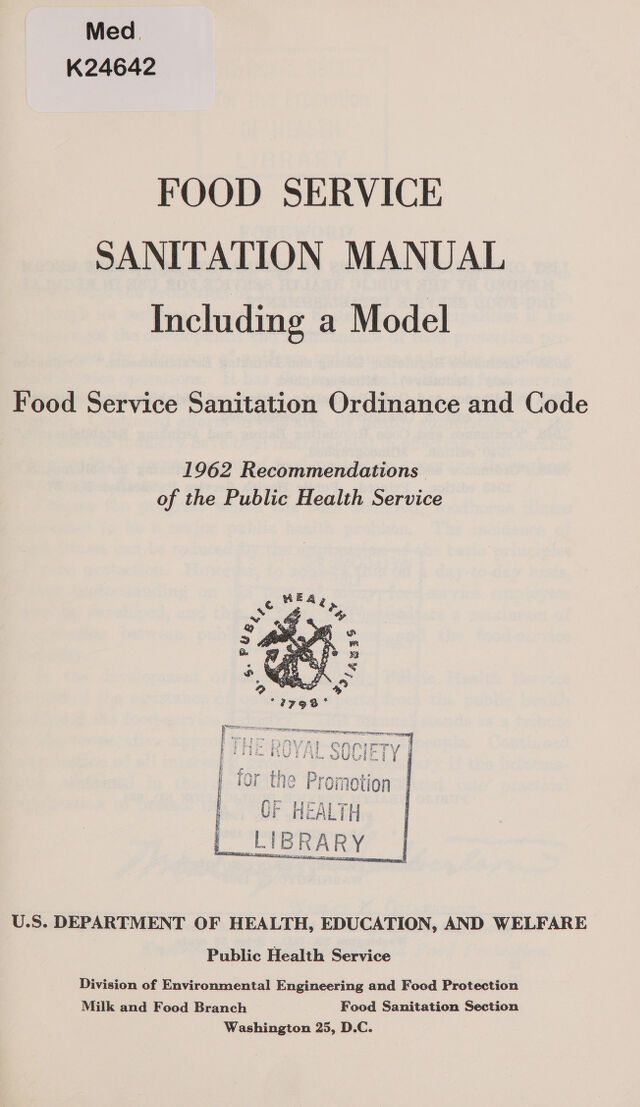 Med
K24642
FOOD SERVICE
SANITATION MANUAL
Including a Model
Food Service Sanitation Ordinance and Code
1962 Recommendations
of the Public Health Service
U.S. PUBLIC HEALTH SERVICE
· 1798 ·
THE ROYAL SOCIETY
for the Promotion
OF HEALTH
LIBRARY
U.S. DEPARTMENT OF HEALTH, EDUCATION, AND WELFARE
Public Health Service
Division of Environmental Engineering and Food Protection
Milk and Food Branch Food Sanitation Section
Washington 25, D.C.